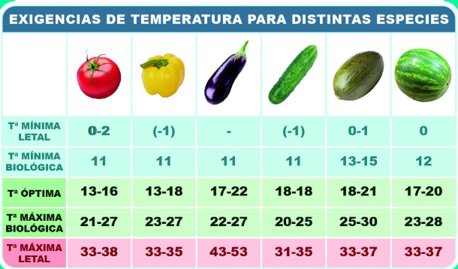 EXIGENCIAS DE TEMPERATURA PARA DISTINTAS ESPECIES
Tª MÍNIMA LETAL 0-2 (-1) - (-1) 0-1 0
Tª MÍNIMA BIOLÓGICA 11 11 11 11 13-15 12
Tª ÓPTIMA 13-16 13-18 17-22 18-18 18-21 17-20
Tª MÁXIMA BIOLÓGICA 21-27 23-27 22-27 20-25 25-30 23-28
Tª MÁXIMA LETAL 33-38 33-35 43-53 31-35 33-37 33-37